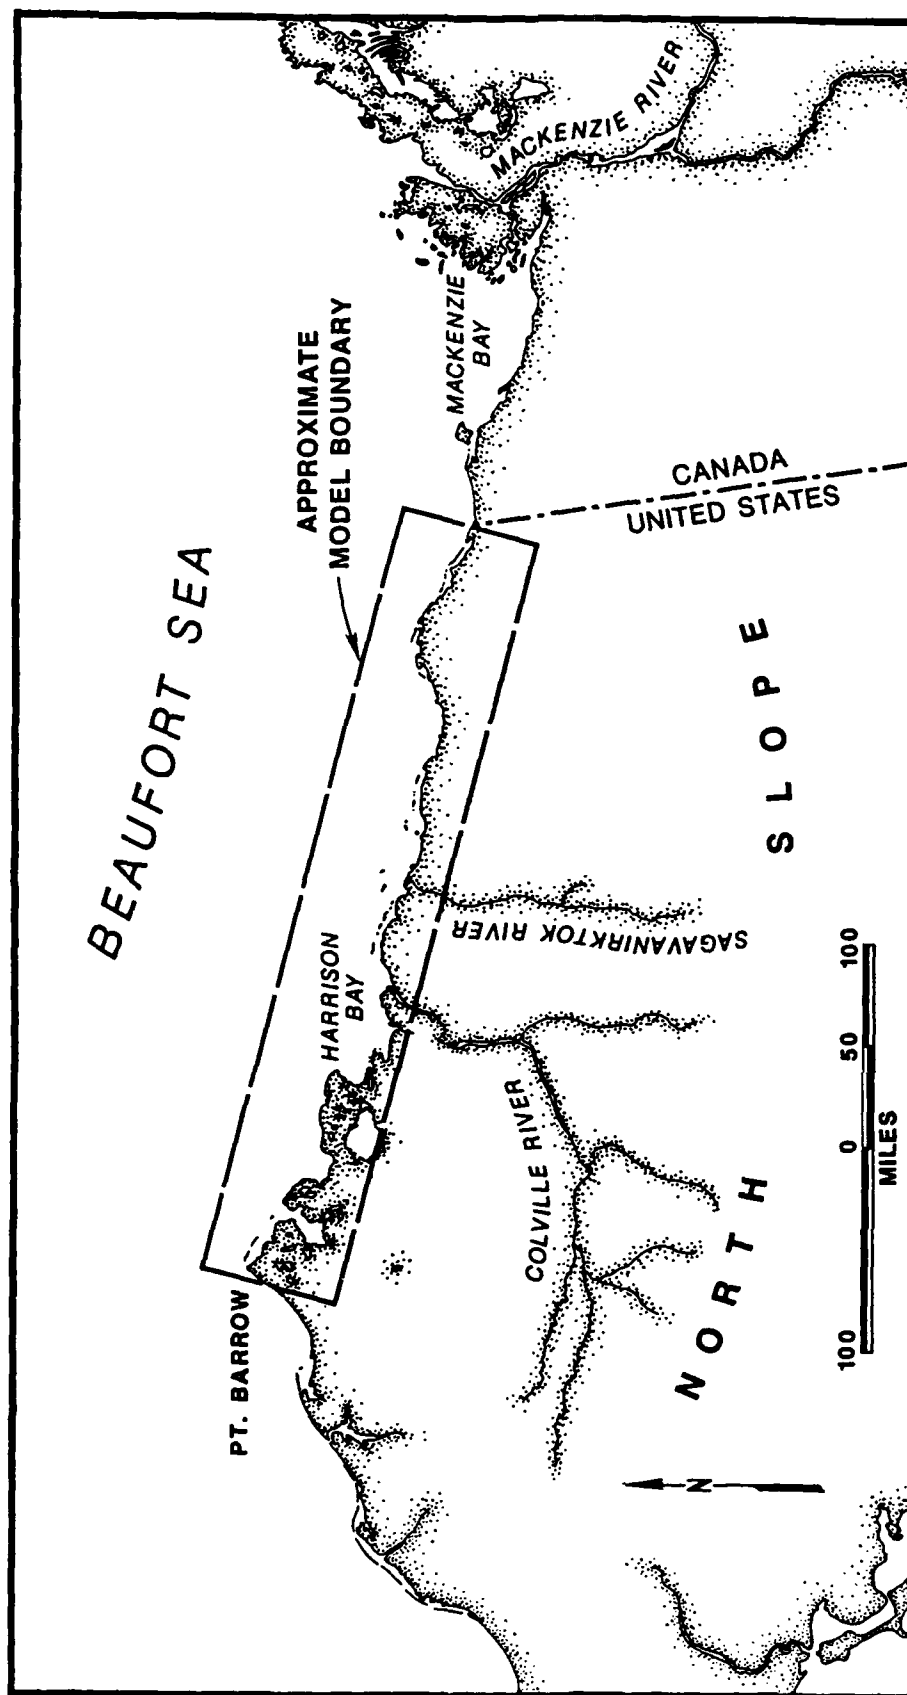 BEAUFORT SEA
APPROXIMATE
MODEL BOUNDARY
PT. BARROW
HARRISON
BAY
MACKENZIE
BAY
MACKENZIE RIVER
COLVILLE RIVER
SAGAVANIRKTOK RIVER
CANADA
UNITED STATES
NORTH SLOPE
N
100 0 50 100
MILES